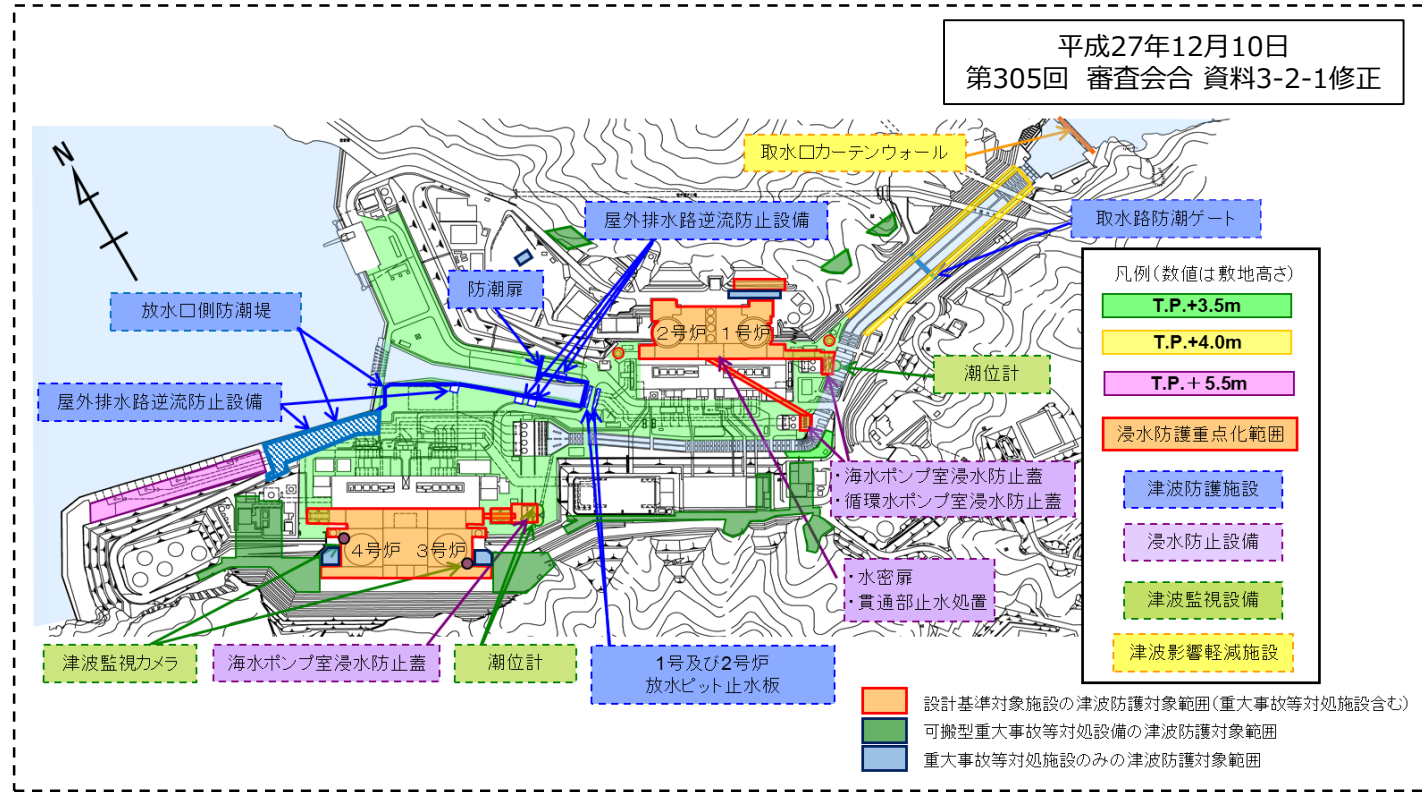 平成27年12月10日
第305回 審査会合 資料3-2-1修正
N
取水口カーテンウォール
屋外排水路逆流防止設備
取水路防潮ゲート
防潮扉
放水口側防潮堤
屋外排水路逆流防止設備
2号炉 1号炉
潮位計
凡例(数値は敷地高さ)
T.P.+3.5m
T.P.+4.0m
T.P.+5.5m
浸水防護重点化範囲
津波防護施設
浸水防止設備
津波監視設備
津波影響軽減施設
・海水ポンプ室浸水防止蓋
・循環水ポンプ室浸水防止蓋
4号炉 3号炉
・水密扉
・貫通部止水処置
津波監視カメラ
海水ポンプ室浸水防止蓋
潮位計
1号及び2号炉
放水ピット止水板
設計基準対象施設の津波防護対象範囲(重大事故等対処施設含む)
可搬型重大事故等対処設備の津波防護対象範囲
重大事故等対処施設のみの津波防護対象範囲